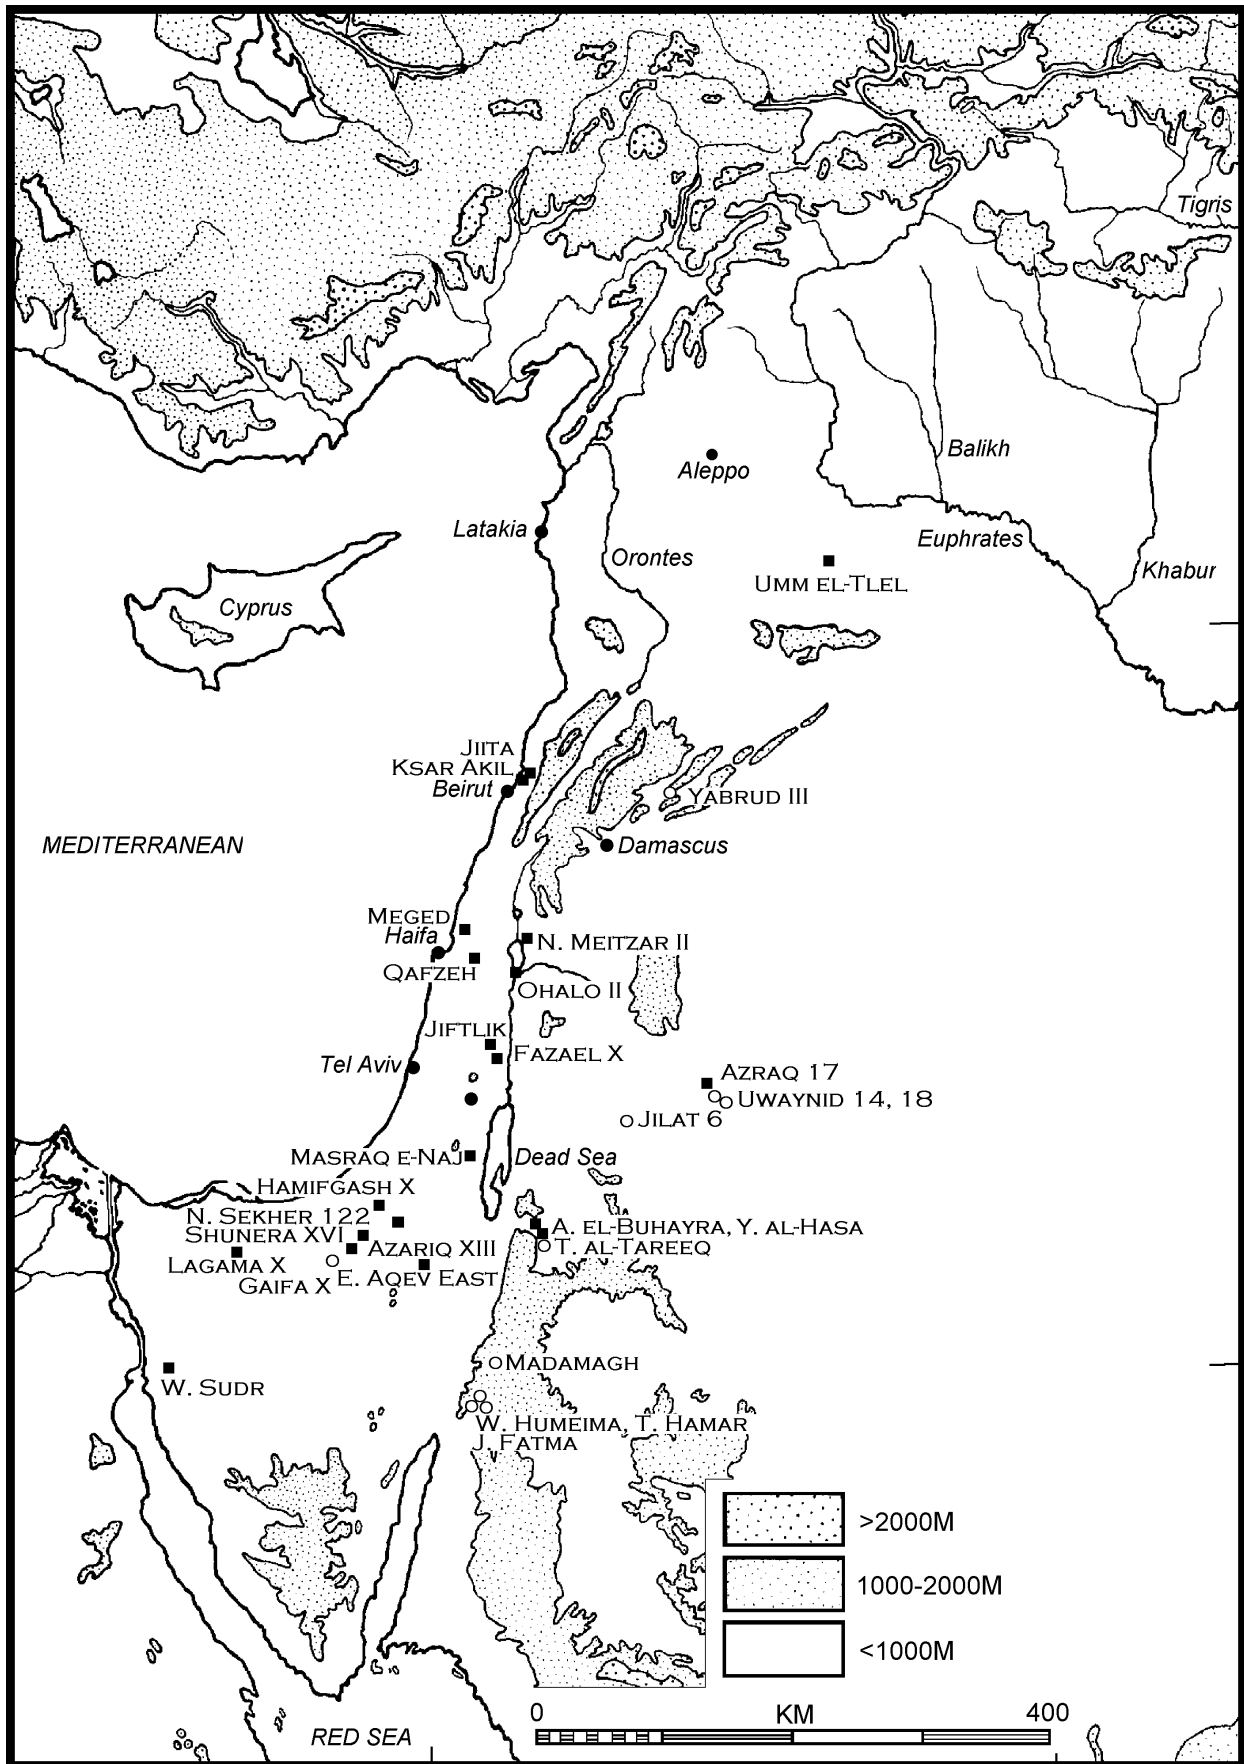 Tigris
Balikh
Aleppo
Latakia
Euphrates
Orontes
Khabur
UMM EL-TLEL
Cyprus
JIITA
KSAR AKIL
Beirut
YABRUD III
MEDITERRANEAN
Damascus
MEGED
Haifa
N. MEITZAR II
QAFZEH
OHALO II
JIFTLIK
FAZAEL X
Tel Aviv
AZRAQ 17
UWAYNID 14, 18
JILAT 6
MASRAQ E-NAJ
Dead Sea
HAMIFGASH X
N. SEKHER 122
A. EL-BUHAYRA, Y. AL-HASA
SHUNERA XVI
AZARIQ XIII
T. AL-TAREEQ
LAGAMA X
GAIFA X
E. AQEV EAST
MADAMAGH
W. SUDR
W. HUMEIMA, T. HAMAR
J. FATMA
>2000M
1000-2000M
<1000M
0 KM 400
RED SEA